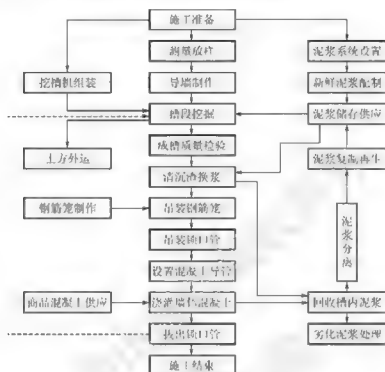 施工准备
测量放样
泥浆系统设置
挖槽机组装
导墙制作
新鲜泥浆配制
槽段挖掘
泥浆储存供应
成槽质量检验
土方外运
泥浆复制再生
清沉渣换浆
钢筋笼制作
吊装钢筋笼
泥浆分离
吊装锁口管
设置混凝土导管
商品混凝土供应
浇灌墙体混凝土
回收槽内泥浆
拔出锁口管
劣化泥浆处理
施工结束